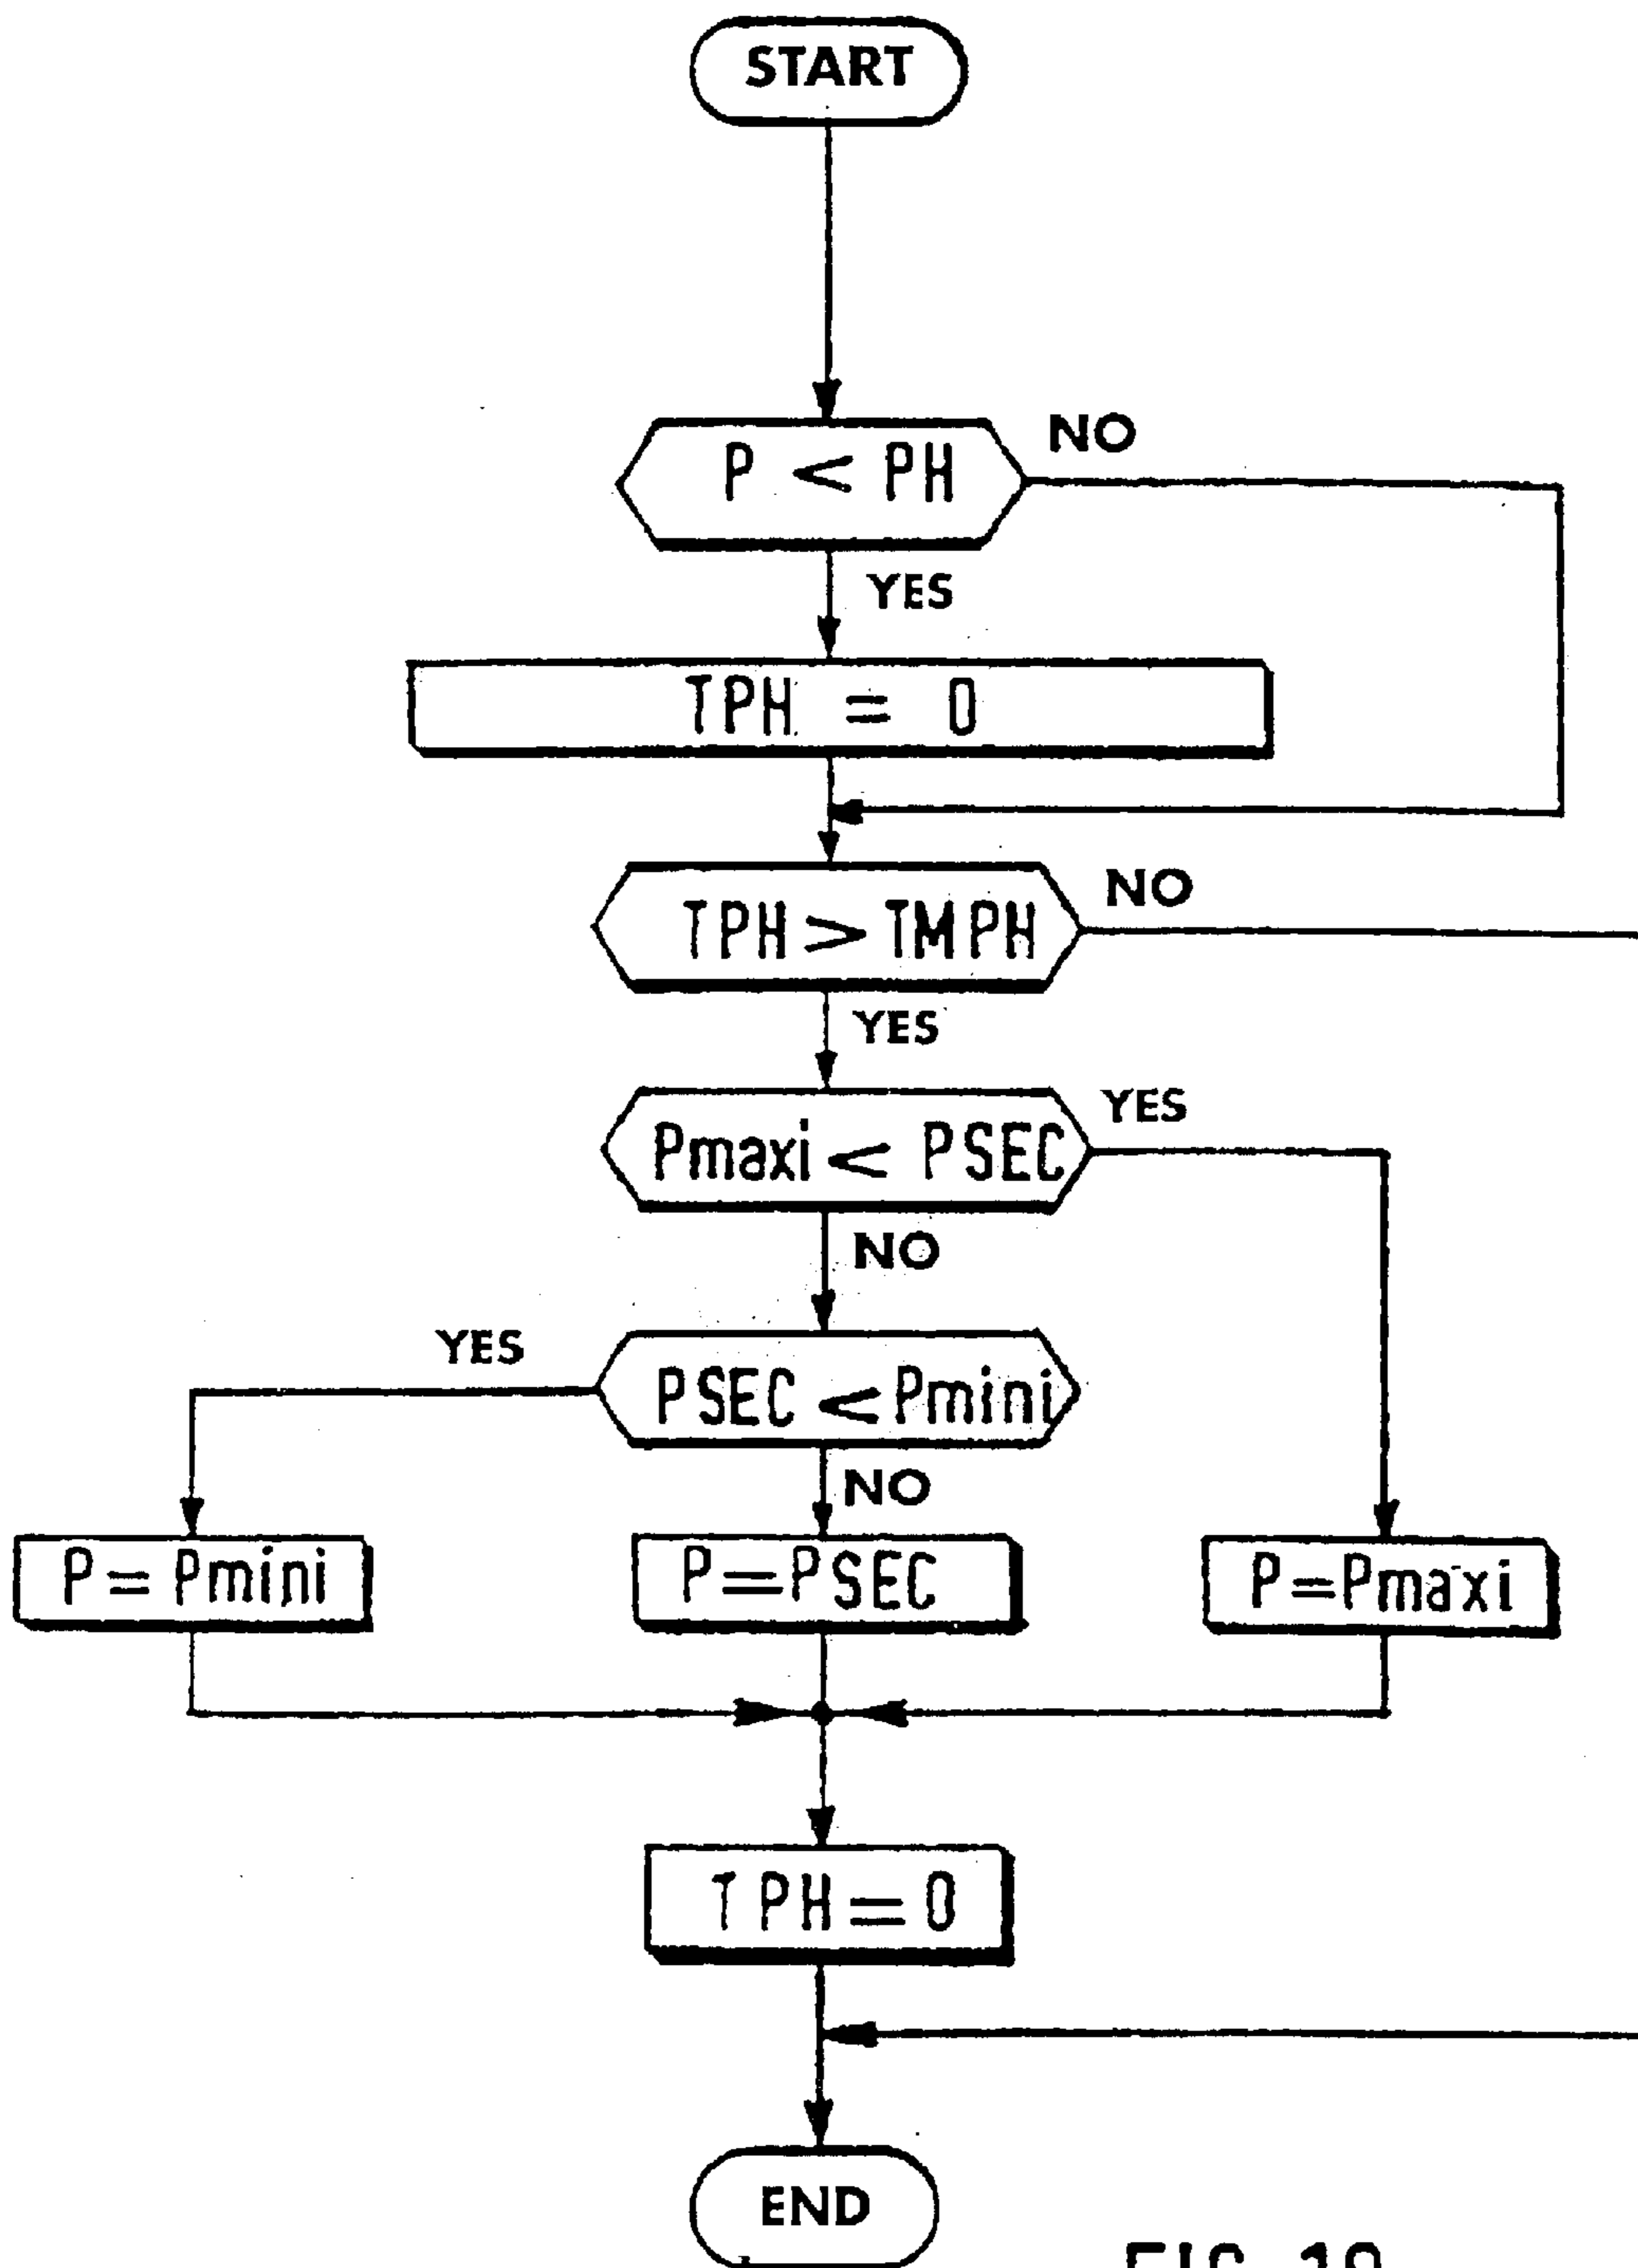 START
P < PH
NO
YES
TPH = 0
TPH > TMPH
NO
YES
Pmaxi < PSEC
YES
NO
PSEC < Pmini
YES
NO
P = Pmini
P = PSEC
P = Pmaxi
TPH = 0
END